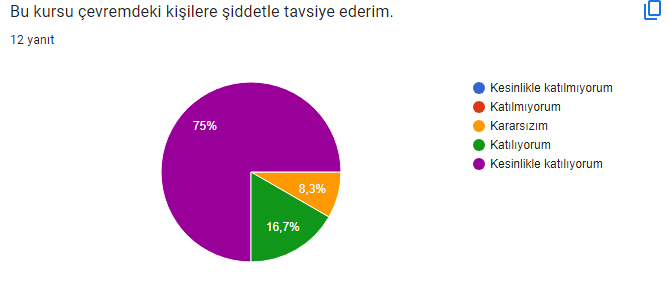 Bu kursu çevremdeki kişilere şiddetle tavsiye ederim.
12 yanıt
75%
8,3%
16,7%
Kesinlikle katılmıyorum
Katılmıyorum
Kararsızım
Katılıyorum
Kesinlikle katılıyorum